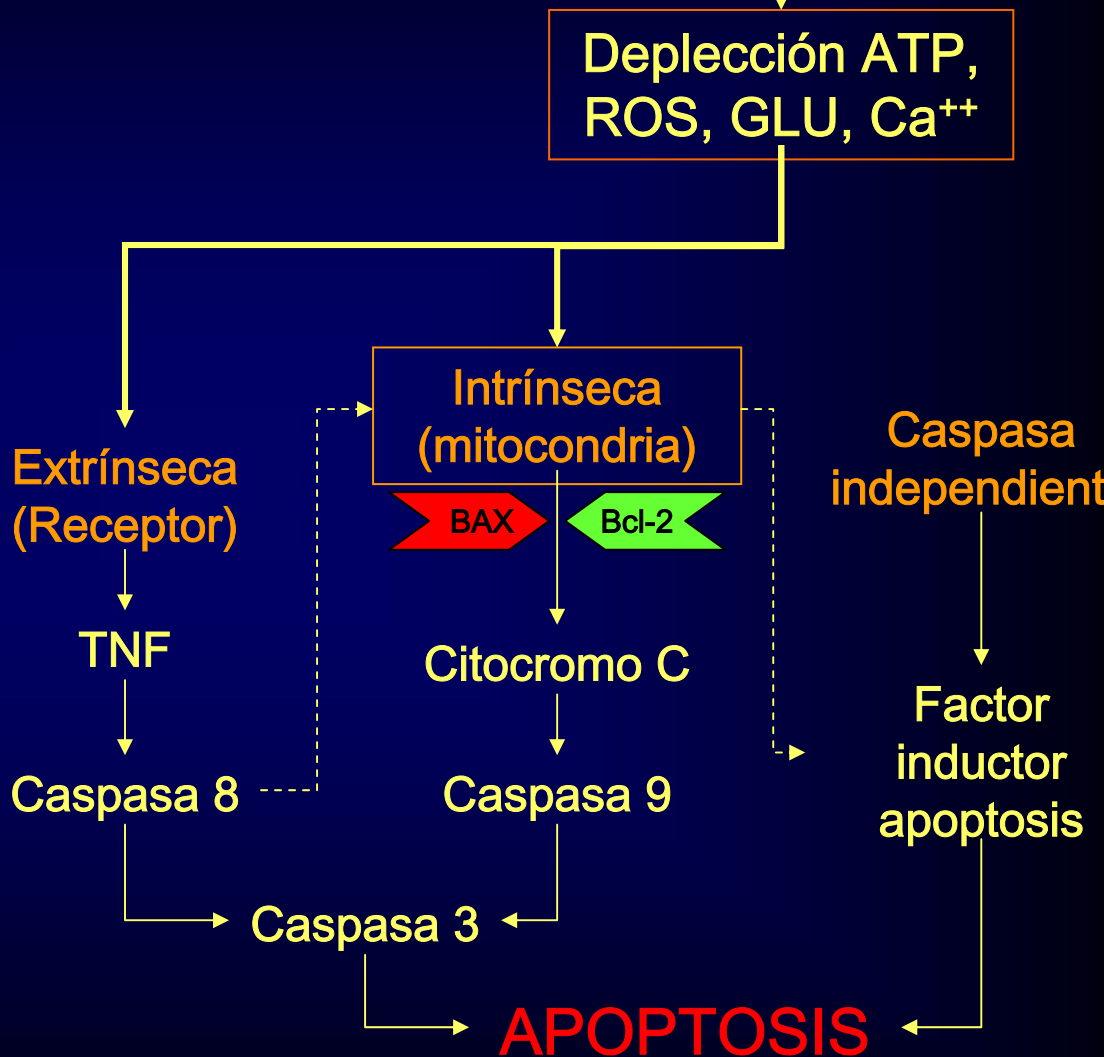 Deplección ATP,
ROS, GLU, Ca⁺⁺
Intrínseca
(mitocondria)
Extrínseca
(Receptor)
Caspasa
independient
BAX
Bcl-2
TNF
Citocromo C
Factor
inductor
apoptosis
Caspasa 8
Caspasa 9
Caspasa 3
APOPTOSIS